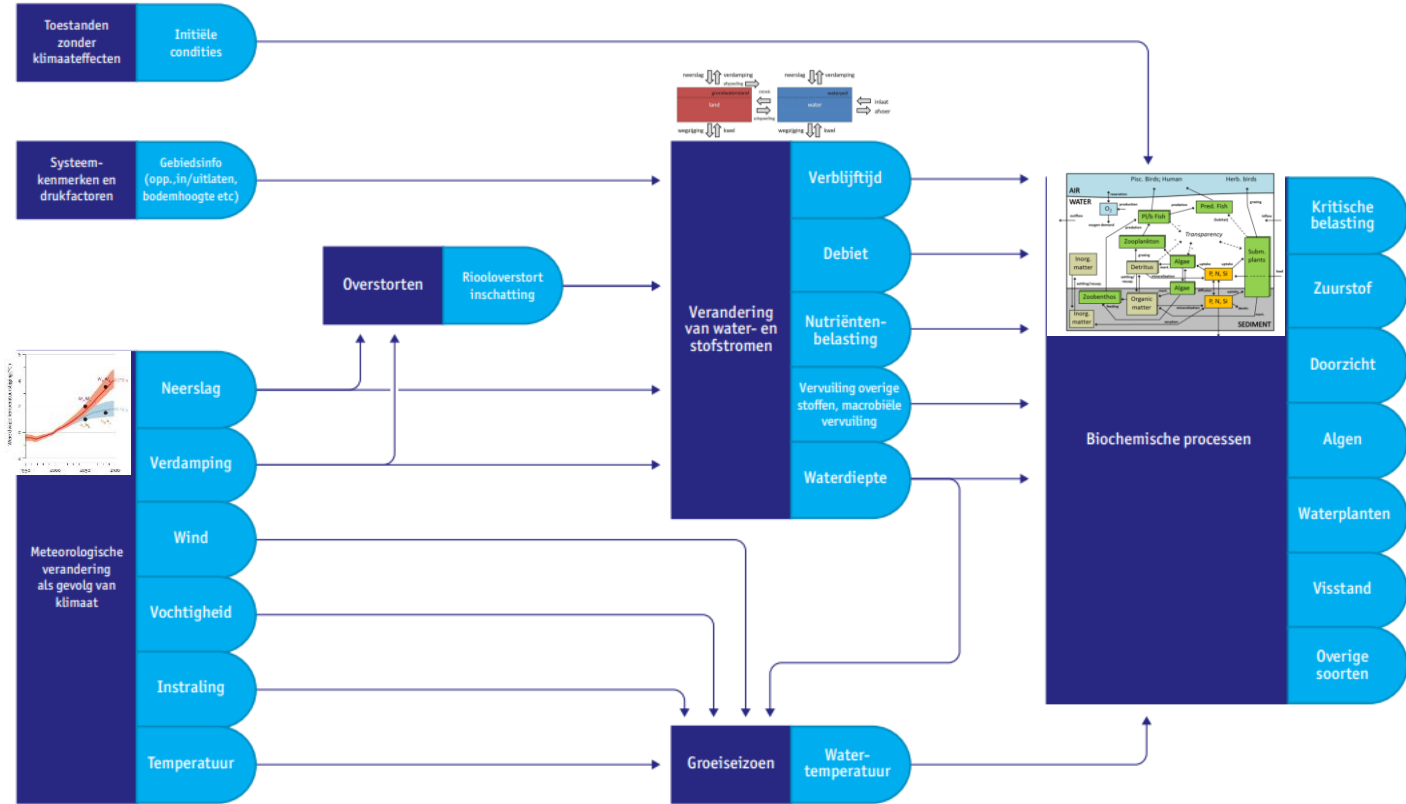 Toestanden
zonder
klimaateffecten
Initiële
condities
neerslag
verdamping
afspoeling
land
wegzijging
kwel
neerslag
verdamping
waterpeil
water
inlaat
afvoer
wegzijging
kwel
Systeem-
kenmerken en
drukfactoren
Gebiedsinfo
(opp.,in/uitlaten,
bodemhoogte etc)
Overstorten
Riooloverstort
inschatting
Verandering
van water- en
stofstromen
Verblijftijd
Debiet
Nutriënten-
belasting
Vervuiling overige
stoffen, macrobiële
vervuiling
Waterdiepte
Meteorologische
verandering
als gevolg van
klimaat
Neerslag
Verdamping
Wind
Vochtigheid
Instraling
Temperatuur
Groeiseizoen
Water-
temperatuur
Pisc. Birds; Human
Herb. birds
AIR
WATER
O₂
Pl/b Fish
Pred. Fish
Transparency
Zooplankton
Subm.
plants
Inorg.
matter
Detritus
Algae
P, N, Si
Zoobenthos
Organic
matter
Algae
P, N, Si
Inorg.
matter
SEDIMENT
Biochemische processen
Kritische
belasting
Zuurstof
Doorzicht
Algen
Waterplanten
Visstand
Overige
soorten